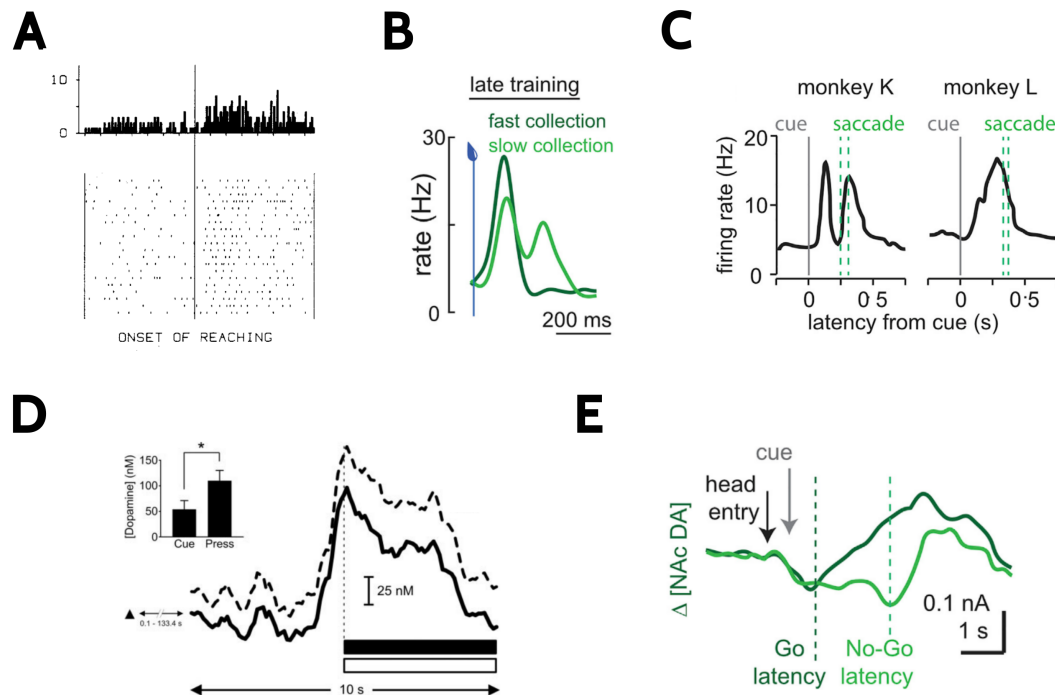 A
10
0
ONSET OF REACHING
B
late training
fast collection
slow collection
30
rate (Hz)
0
200 ms
C
monkey K
monkey L
cue
saccade
cue
saccade
20
10
0
firing rate (Hz)
0
0·5
0
0·5
latency from cue (s)
D
[Dopamine] (nM)
150
100
50
0
*
Cue
Press
25 nM
0.1 - 133.4 s
10 s
E
cue
head
entry
Δ [NAc DA]
Go
latency
No-Go
latency
0.1 nA
1 s